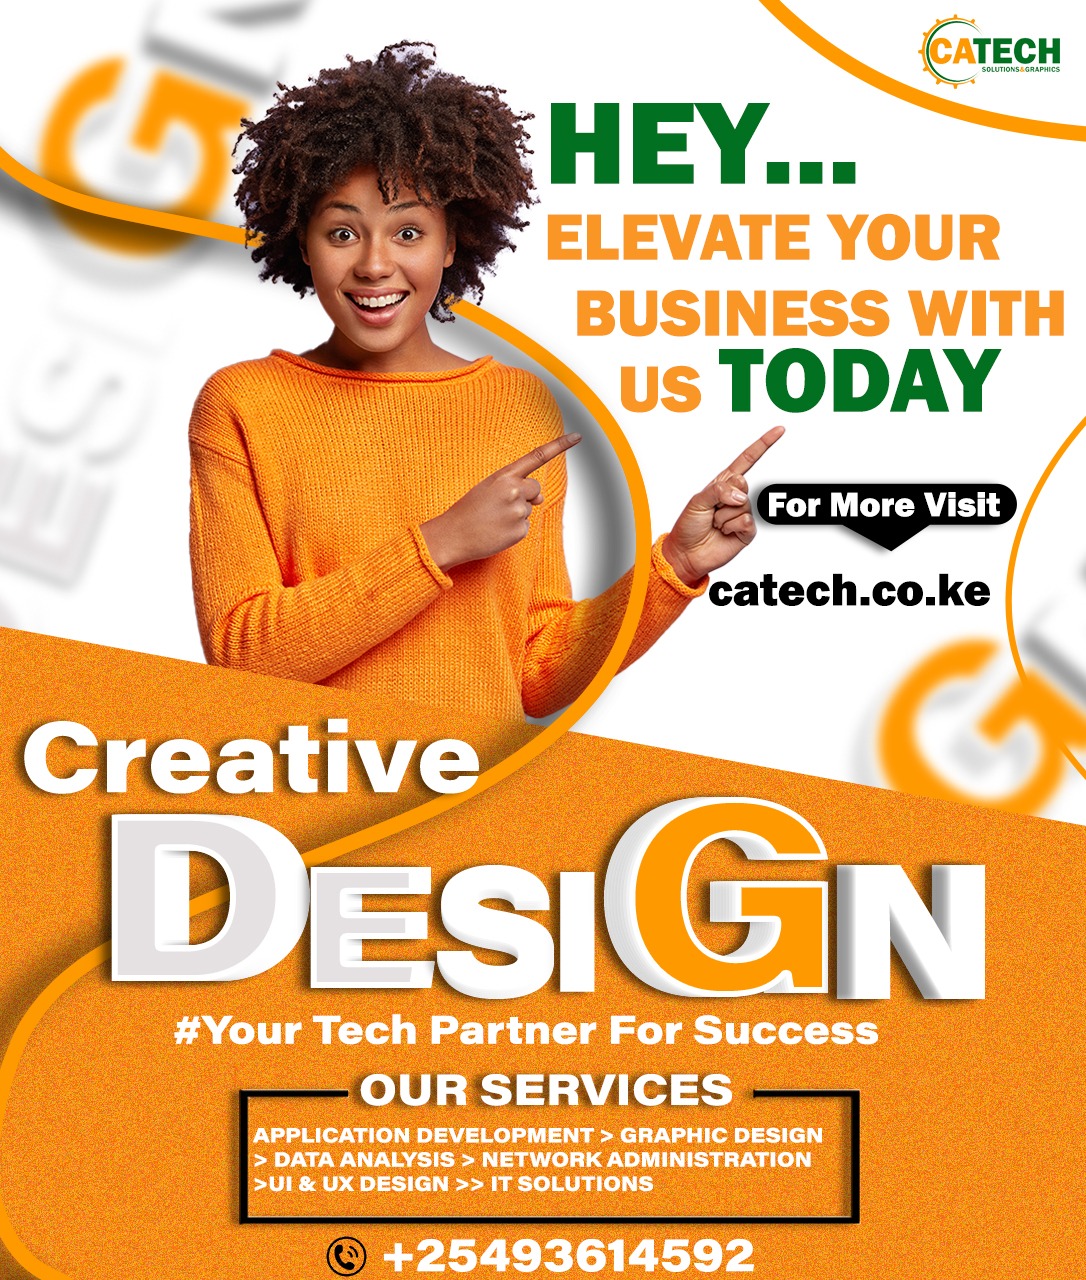 CATECH
SOLUTIONS&GRAPHICS
HEY...
ELEVATE YOUR
BUSINESS WITH
US TODAY
For More Visit
catech.co.ke
Creative
DESIGN
#Your Tech Partner For Success
OUR SERVICES
APPLICATION DEVELOPMENT > GRAPHIC DESIGN
> DATA ANALYSIS > NETWORK ADMINISTRATION
>UI & UX DESIGN >> IT SOLUTIONS
+25493614592